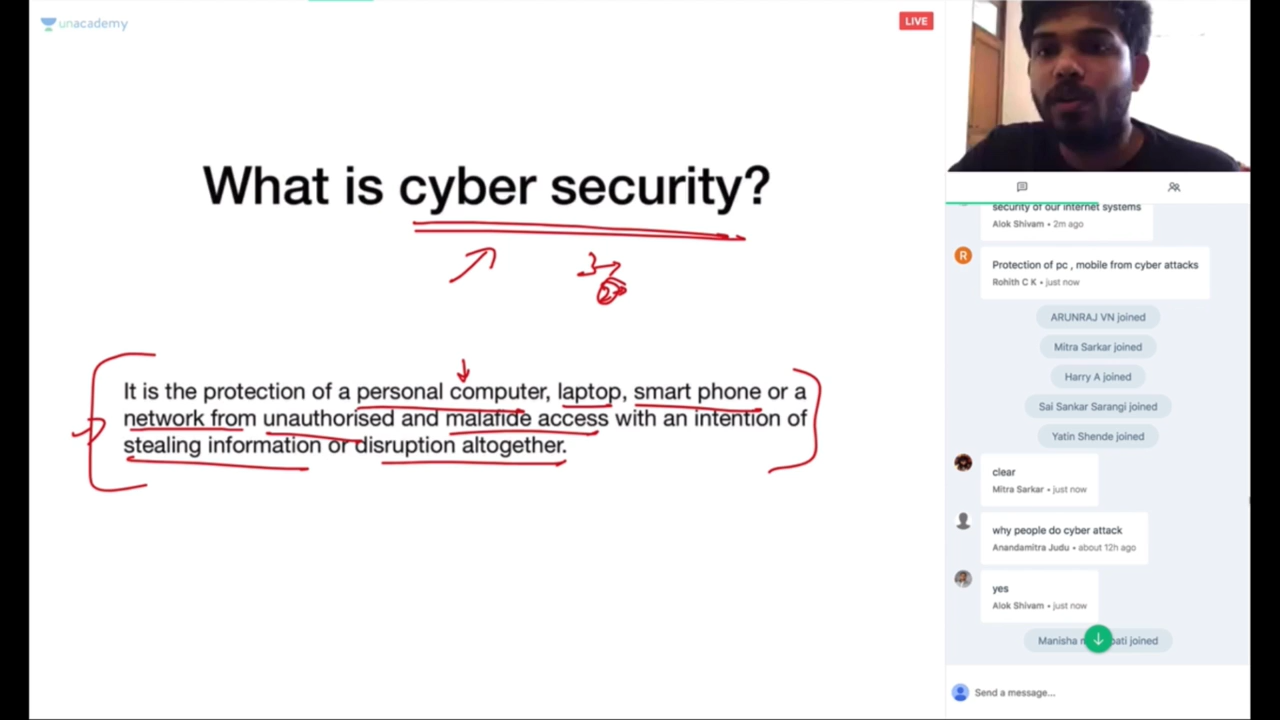 unacademy
LIVE
What is cyber security?
It is the protection of a personal computer, laptop, smart phone or a
network from unauthorised and malafide access with an intention of
stealing information or disruption altogether.
security of our internet systems
Alok Shivam • 2m ago
R
Protection of pc , mobile from cyber attacks
Rohith C K • just now
ARUNRAJ VN joined
Mitra Sarkar joined
Harry A joined
Sai Sankar Sarangi joined
Yatin Shende joined
clear
Mitra Sarkar • just now
why people do cyber attack
Anandamitra Judu • about 12h ago
yes
Alok Shivam • just now
Manisha joined
Send a message...